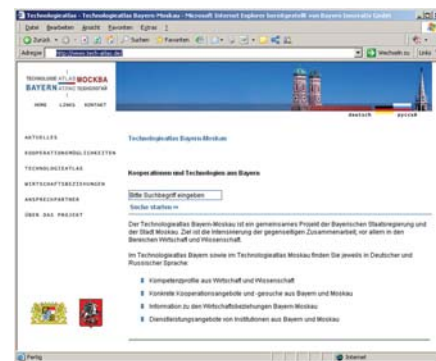 Technologieatlas - Technologieatlas Bayern-Moskau - Microsoft Internet Explorer bereitgestellt von Bayern Innovativ GmbH
Datei Bearbeiten Ansicht Favoriten Extras ?
Zurück Suchen Favoriten
Adresse http://www.tech-atlas.de/ Wechseln zu Links
TECHNOLOGIE ATLAS МОСКВА
BAYERN АТЛАС ТЕХНОЛОГИЙ
HOME LINKS KONTAKT
deutsch русский
AKTUELLES
KOOPERATIONSMÖGLICHKEITEN
TECHNOLOGIEATLAS
WIRTSCHAFTSBEZIEHUNGEN
ANSPRECHPARTNER
ÜBER DAS PROJEKT
Technologieatlas Bayern-Moskau
Kooperationen und Technologien aus Bayern
Bitte Suchbegriff eingeben
Suche starten
Der Technologieatlas Bayern-Moskau ist ein gemeinsames Projekt der Bayerischen Staatsregierung und
der Stadt Moskau. Ziel ist die Intensivierung der gegenseitigen Zusammenarbeit, vor allem in den
Bereichen Wirtschaft und Wissenschaft.
Im Technologieatlas Bayern sowie im Technologieatlas Moskau finden Sie jeweils in Deutscher und
Russischer Sprache:
Kompetenzprofile aus Wirtschaft und Wissenschaft
Konkrete Kooperationsangebote und -gesuche aus Bayern und Moskau
Information zu den Wirtschaftsbeziehungen Bayern-Moskau
Dienstleistungsangebote von Institutionen aus Bayern und Moskau
Fertig Internet